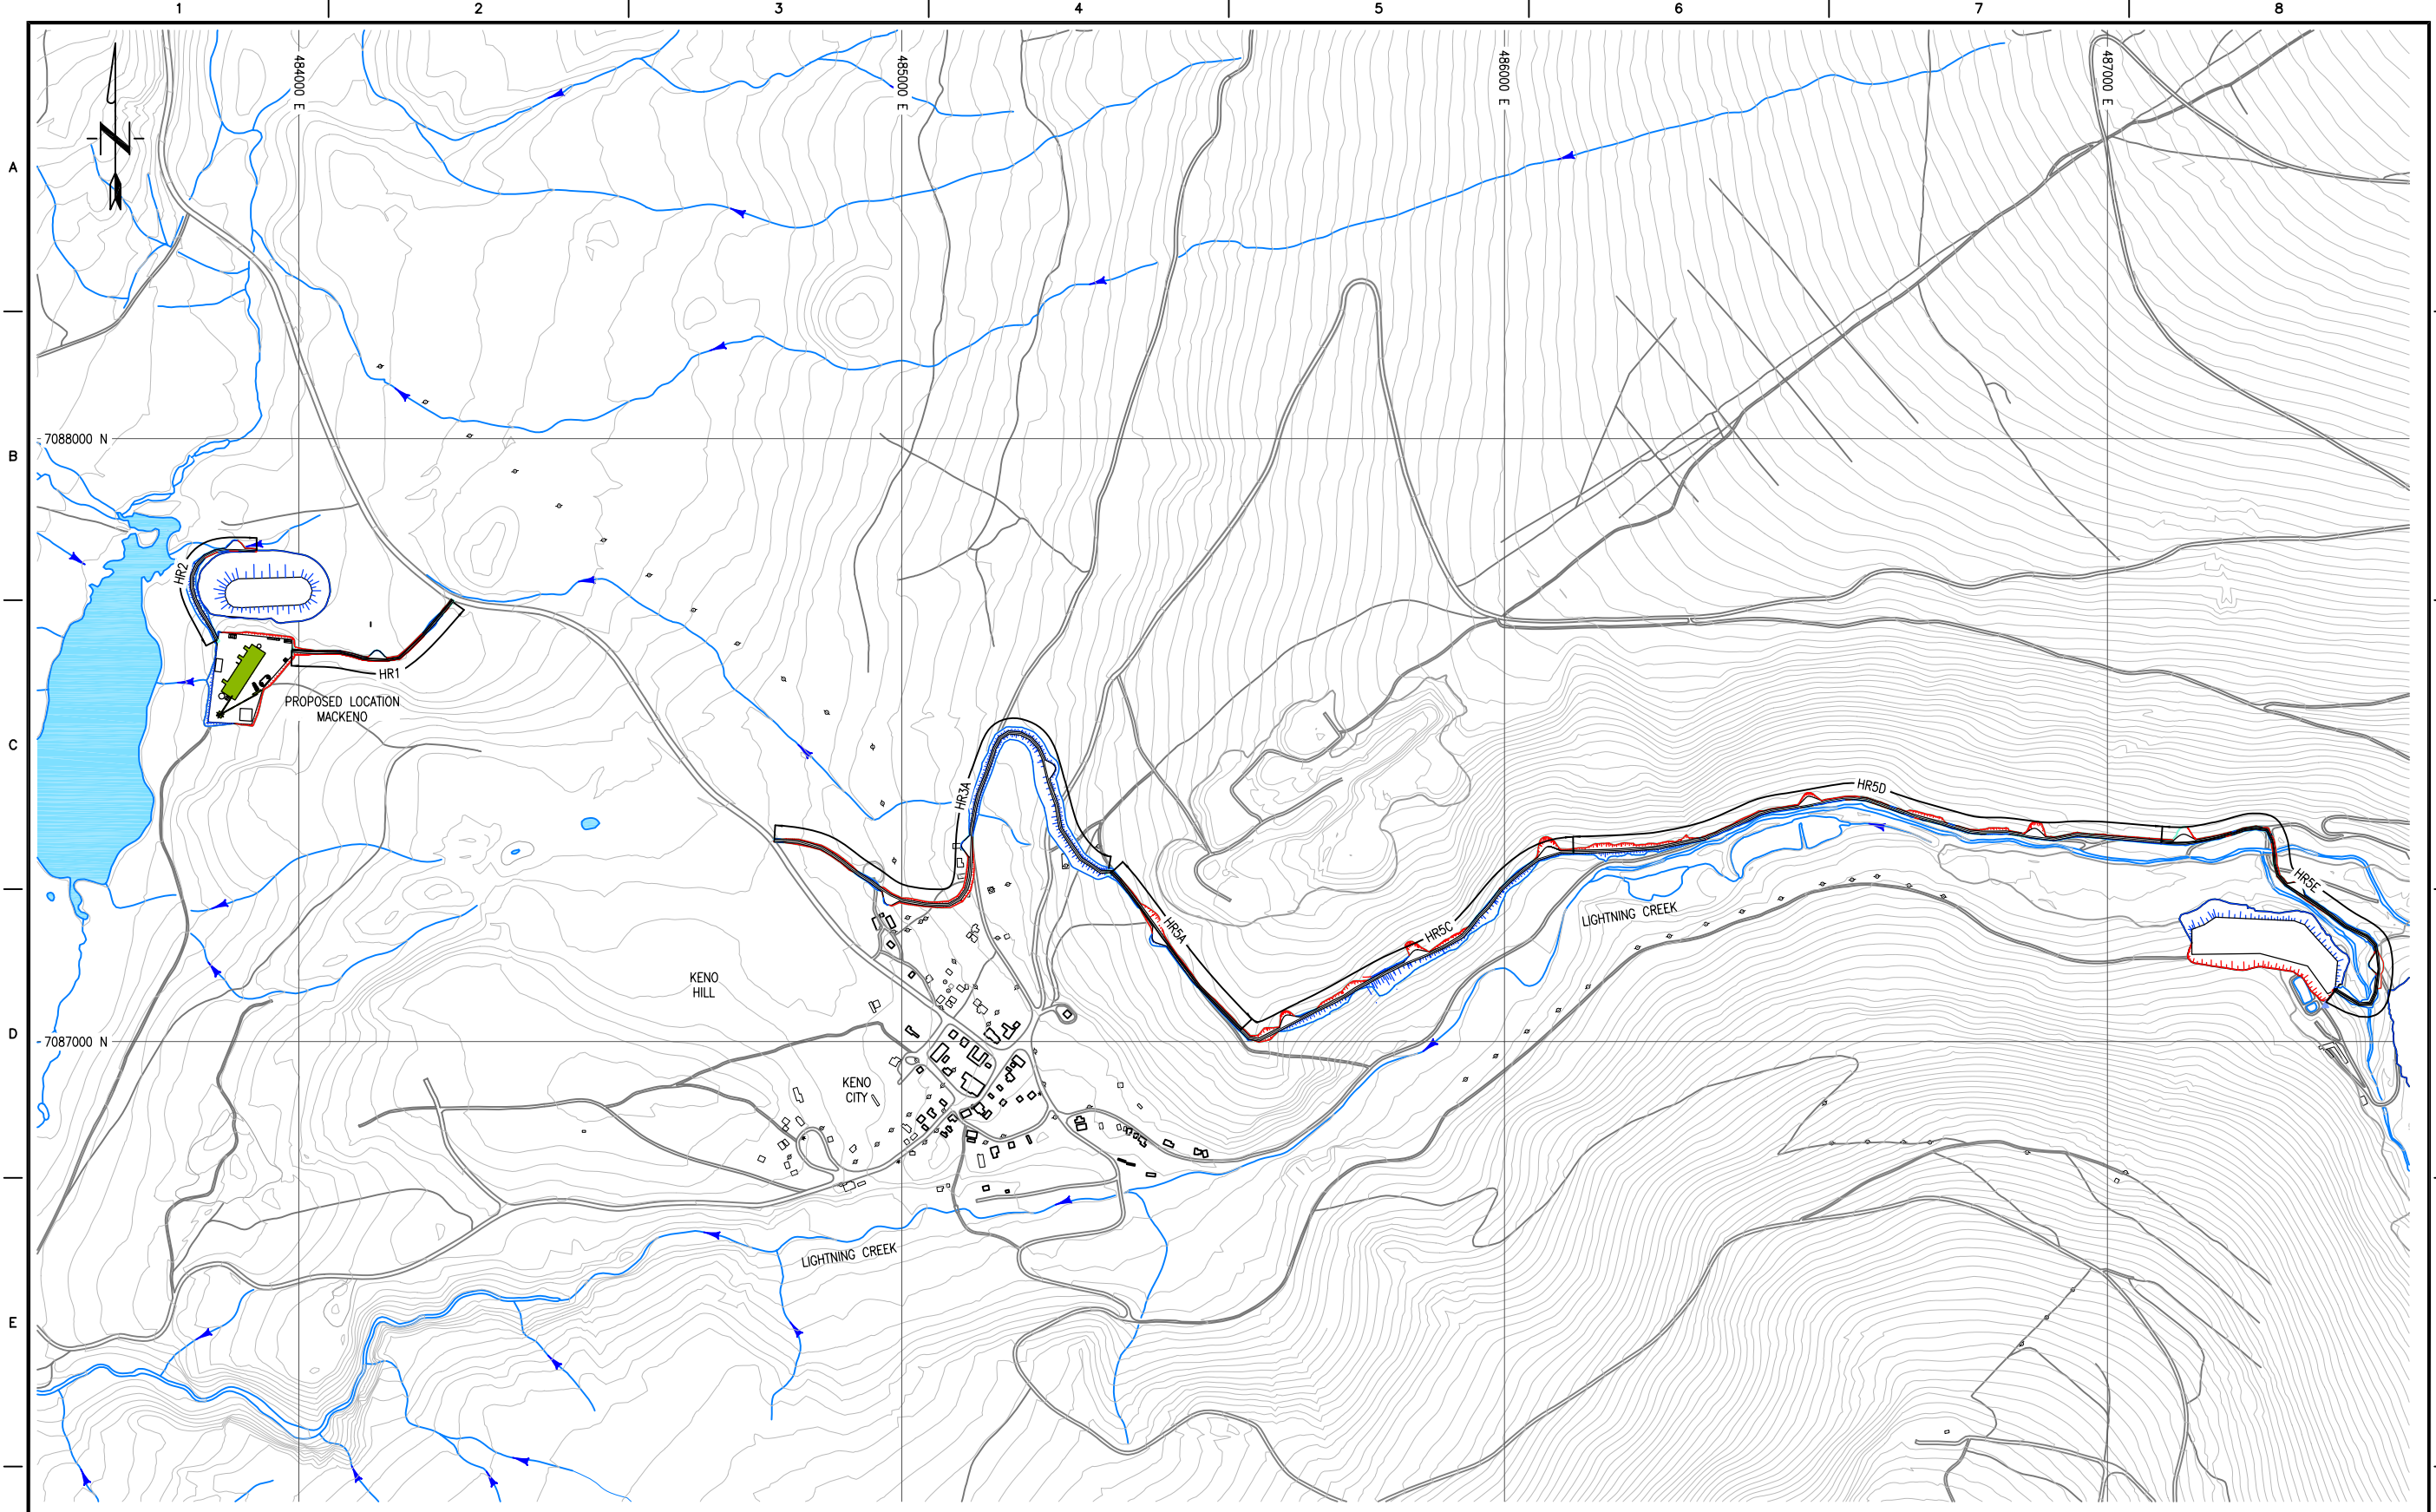 1 2 3 4 5 6 7 8
484000 E
485000 E
486000 E
487000 E
N
A
7088000 N
B
HR2
HR1
PROPOSED LOCATION
MACKENO
C
HR3A
HR5D
HR5E
HR5A
HR5C
LIGHTNING CREEK
KENO
HILL
D
7087000 N
KENO
CITY
LIGHTNING CREEK
E